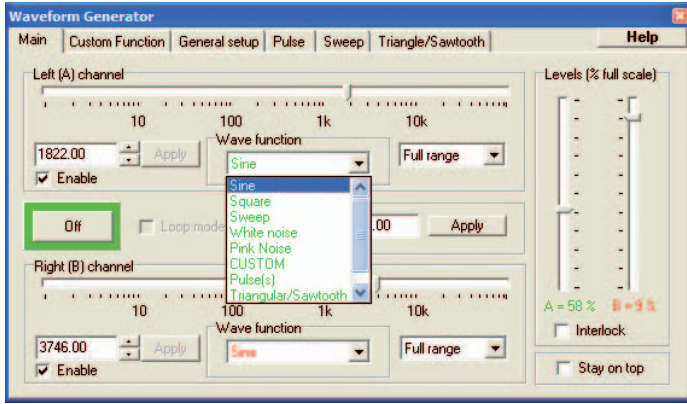 Waveform Generator
Main Custom Function General setup Pulse Sweep Triangle/Sawtooth Help
Left (A) channel
10 100 1k 10k
1822.00 Apply
Wave function
Sine
Full range
Enable
Sine
Square
Sweep
White noise
Pink Noise
CUSTOM
Pulse(s)
Triangular/Sawtooth
Off
Loop mode
.00 Apply
Right (B) channel
10 100 1k 10k
3746.00 Apply
Wave function
Sine
Full range
Enable
Levels (% full scale)
A = 58 % B = 9 %
Interlock
Stay on top